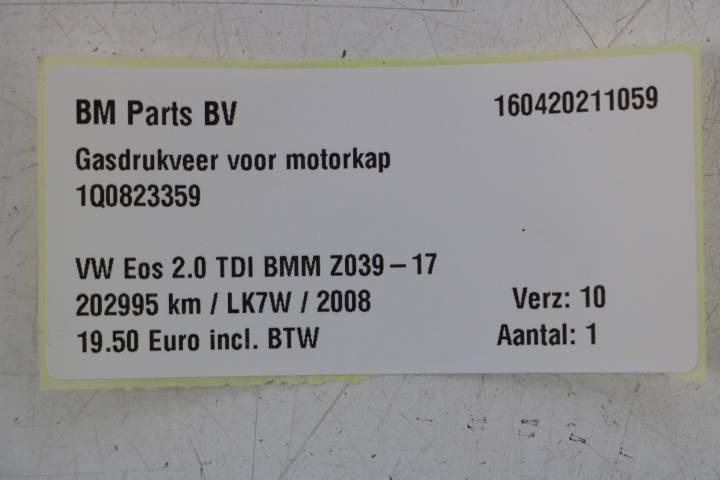 BM Parts BV 160420211059
Gasdrukveer voor motorkap
1Q0823359
VW Eos 2.0 TDI BMM Z039-17
202995 km / LK7W / 2008 Verz: 10
19.50 Euro incl. BTW Aantal: 1